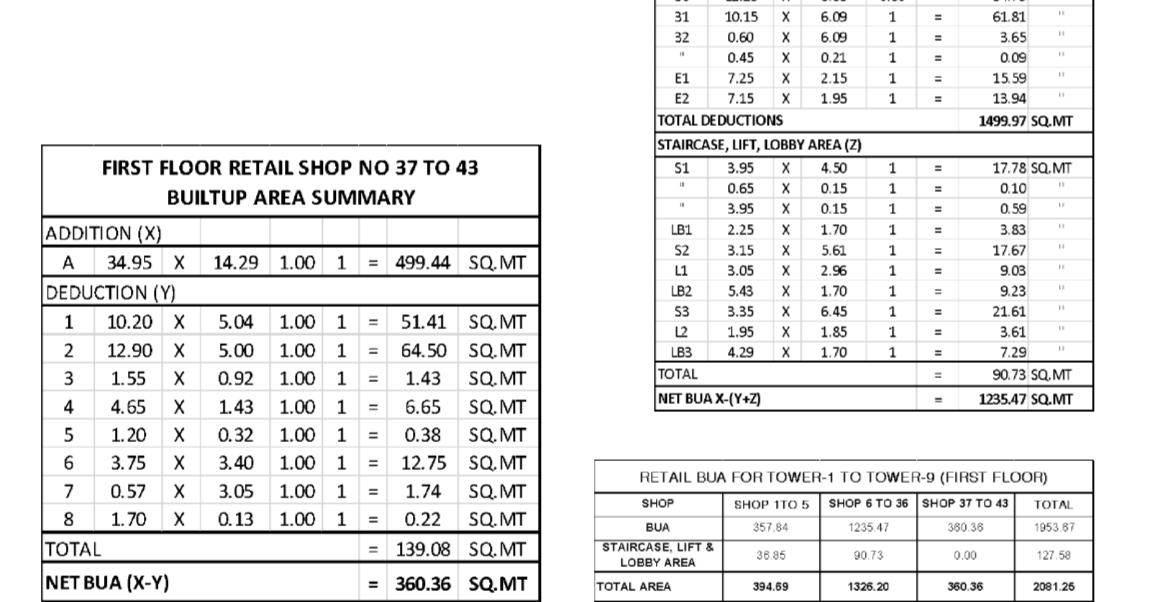 31 10.15 X 6.09 1 = 61.81 "
32 0.60 X 6.09 1 = 3.65 "
" 0.45 X 0.21 1 = 0.09 "
E1 7.25 X 2.15 1 = 15.59 "
E2 7.15 X 1.95 1 = 13.94 "
TOTAL DEDUCTIONS 1499.97 SQ.MT
STAIRCASE, LIFT, LOBBY AREA (Z)
S1 3.95 X 4.50 1 = 17.78 SQ.MT
" 0.65 X 0.15 1 = 0.10 "
" 3.95 X 0.15 1 = 0.59 "
LB1 2.25 X 1.70 1 = 3.83 "
S2 3.15 X 5.61 1 = 17.67 "
L1 3.05 X 2.96 1 = 9.03 "
LB2 5.43 X 1.70 1 = 9.23 "
S3 3.35 X 6.45 1 = 21.61 "
L2 1.95 X 1.85 1 = 3.61 "
LB3 4.29 X 1.70 1 = 7.29 "
TOTAL = 90.73 SQ.MT
NET BUA X-(Y+Z) = 1235.47 SQ.MT
FIRST FLOOR RETAIL SHOP NO 37 TO 43
BUILTUP AREA SUMMARY
ADDITION (X)
A 34.95 X 14.29 1.00 1 = 499.44 SQ.MT
DEDUCTION (Y)
1 10.20 X 5.04 1.00 1 = 51.41 SQ.MT
2 12.90 X 5.00 1.00 1 = 64.50 SQ.MT
3 1.55 X 0.92 1.00 1 = 1.43 SQ.MT
4 4.65 X 1.43 1.00 1 = 6.65 SQ.MT
5 1.20 X 0.32 1.00 1 = 0.38 SQ.MT
6 3.75 X 3.40 1.00 1 = 12.75 SQ.MT
7 0.57 X 3.05 1.00 1 = 1.74 SQ.MT
8 1.70 X 0.13 1.00 1 = 0.22 SQ.MT
TOTAL = 139.08 SQ.MT
NET BUA (X-Y) = 360.36 SQ.MT
RETAIL BUA FOR TOWER-1 TO TOWER-9 (FIRST FLOOR)
SHOP SHOP 1TO 5 SHOP 6 TO 36 SHOP 37 TO 43 TOTAL
BUA 357.84 1235.47 360.36 1953.67
STAIRCASE, LIFT &
LOBBY AREA 36.85 90.73 0.00 127.58
TOTAL AREA 394.69 1326.20 360.36 2081.25